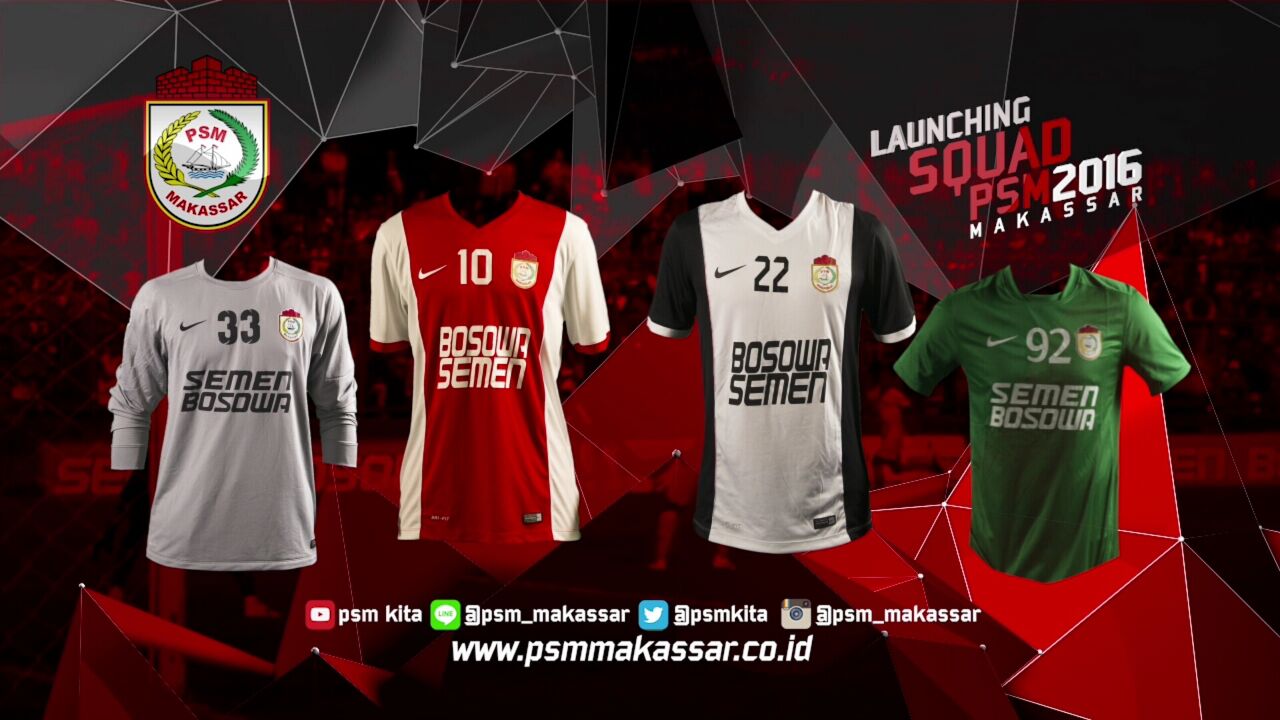 PSM
MAKASSAR
LAUNCHING
SQUAD
PSM 2016
MAKASSAR
33
SEMEN
BOSOWA
10
BOSOWA
SEMEN
22
BOSOWA
SEMEN
92
SEMEN
BOSOWA
psm kita LINE @psm_makassar @psmkita @psm_makassar
www.psmmakassar.co.id